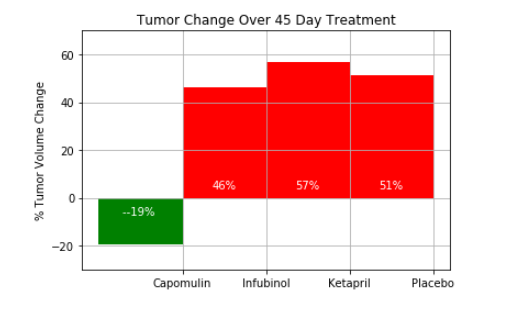 Tumor Change Over 45 Day Treatment
% Tumor Volume Change
60
40
20
0
−20
--19%
46%
57%
51%
Capomulin
Infubinol
Ketapril
Placebo